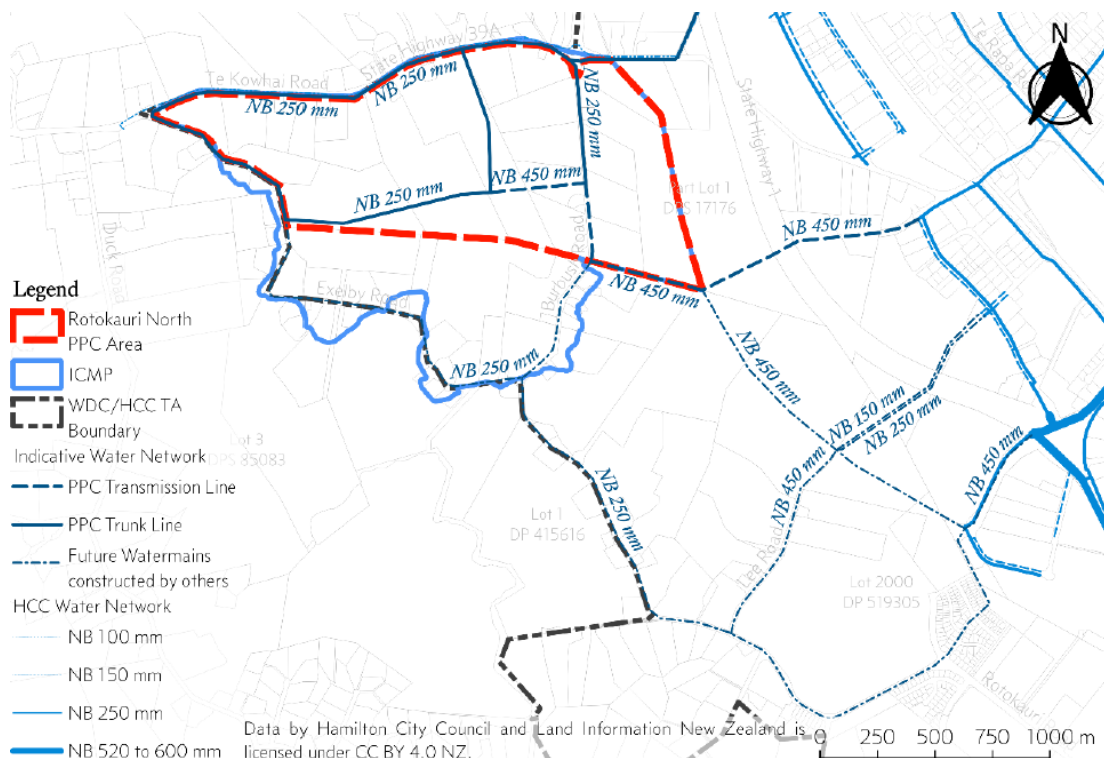 N
State Highway 39A
Te Kowhai Road
NB 250 mm
NB 250 mm
NB 250 mm
Te Rapa R
State Highway 1
Part Lot 1
DPS 17176
NB 450 mm
NB 250 mm
Duck Road
Burbush Road
NB 450 mm
NB 450 mm
Exelby Road
NB 250 mm
NB 450 mm
NB 150 mm
NB 250 mm
NB 450 mm
NB 450 mm
NB 250 mm
Lot 3
DPS 85083
Lot 1
DP 415616
Lee Road
Lot 2000
DP 519305
Rotokauri R
Legend
Rotokauri North
PPC Area
ICMP
WDC/HCC TA
Boundary
Indicative Water Network
PPC Transmission Line
PPC Trunk Line
Future Watermains
constructed by others
HCC Water Network
NB 100 mm
NB 150 mm
NB 250 mm
NB 520 to 600 mm
Data by Hamilton City Council and Land Information New Zealand is
licensed under CC BY 4.0 NZ.
0 250 500 750 1000 m